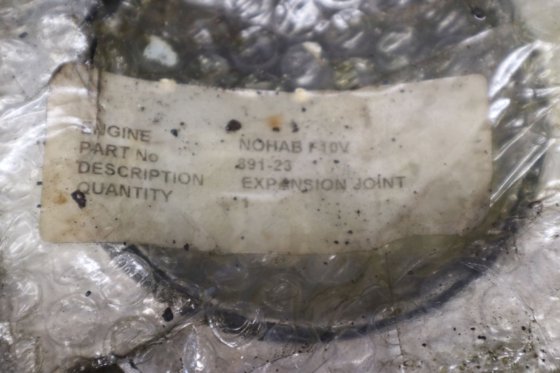 ENGINE NOHAB F10V
PART No 891-23
DESCRIPTION EXPANSION JOINT
QUANTITY 1